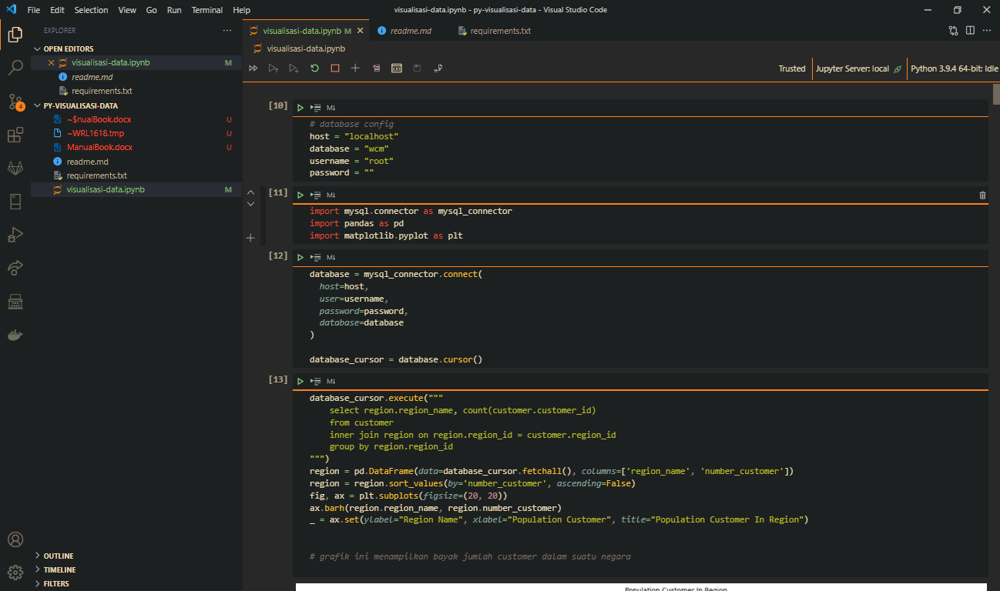 File Edit Selection View Go Run Terminal Help
visualisasi-data.ipynb - py-visualisasi-data - Visual Studio Code
EXPLORER
OPEN EDITORS
visualisasi-data.ipynb M
readme.md
requirements.txt
PY-VISUALISASI-DATA
~$nualBook.docx U
~WRL1618.tmp U
ManualBook.docx U
readme.md
requirements.txt
visualisasi-data.ipynb M
4
OUTLINE
TIMELINE
FILTERS
visualisasi-data.ipynb M
readme.md
requirements.txt
visualisasi-data.ipynb
Trusted
Jupyter Server: local
Python 3.9.4 64-bit: Idle
[10]
M↓
# database config
host = "localhost"
database = "wcm"
username = "root"
password = ""
[11]
M↓
import mysql.connector as mysql_connector
import pandas as pd
import matplotlib.pyplot as plt
[12]
M↓
database = mysql_connector.connect(
host=host,
user=username,
password=password,
database=database
)
database_cursor = database.cursor()
[13]
M↓
database_cursor.execute("""
select region.region_name, count(customer.customer_id)
from customer
inner join region on region.region_id = customer.region_id
group by region.region_id
""")
region = pd.DataFrame(data=database_cursor.fetchall(), columns=['region_name', 'number_customer'])
region = region.sort_values(by='number_customer', ascending=False)
fig, ax = plt.subplots(figsize=(20, 20))
ax.barh(region.region_name, region.number_customer)
_ = ax.set(ylabel="Region Name", xlabel="Population Customer", title="Population Customer In Region")
# grafik ini menampilkan bayak jumlah customer dalam suatu negara
Population Customer In Region